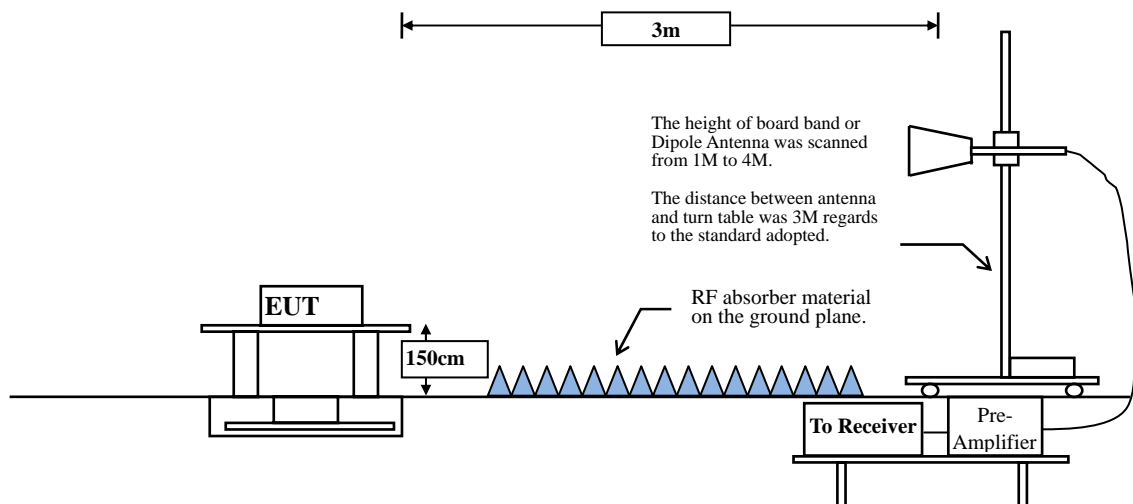 3m
The height of board band or
Dipole Antenna was scanned
from 1M to 4M.
The distance between antenna
and turn table was 3M regards
to the standard adopted.
EUT
RF absorber material
on the ground plane.
150cm
To Receiver
Pre-
Amplifier